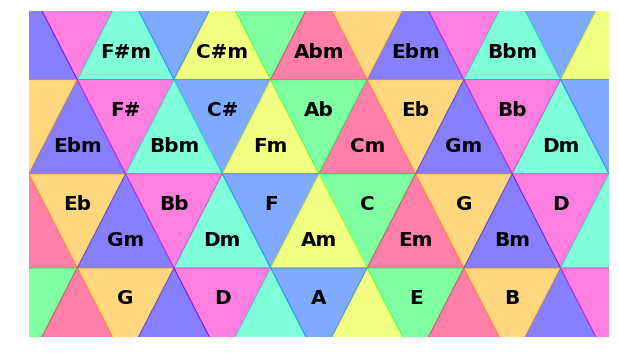 F#m C#m Abm Ebm Bbm
F# C# Ab Eb Bb
Ebm Bbm Fm Cm Gm Dm
Eb Bb F C G D
Gm Dm Am Em Bm
G D A E B